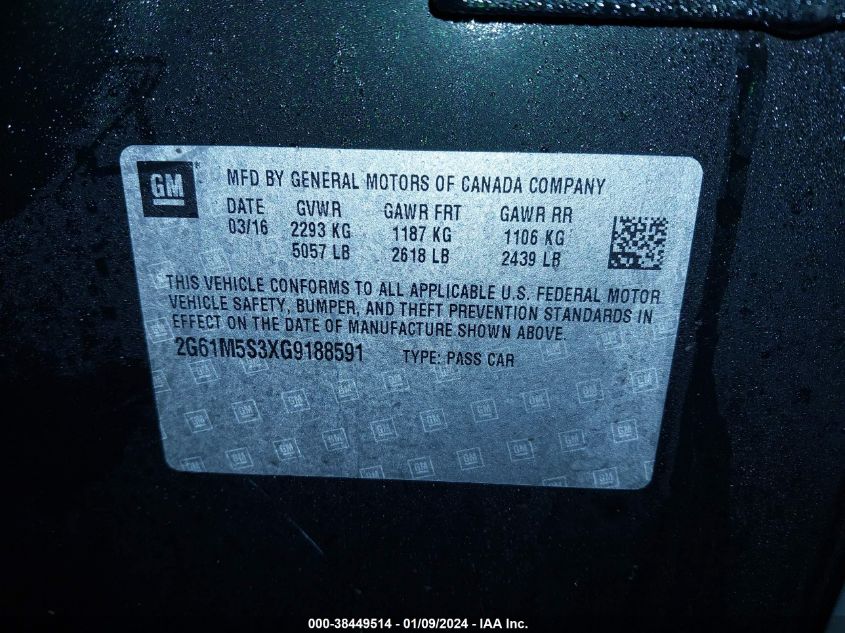 GM MFD BY GENERAL MOTORS OF CANADA COMPANY
DATE GVWR GAWR FRT GAWR RR
03/16 2293 KG 1187 KG 1106 KG
5057 LB 2618 LB 2439 LB
THIS VEHICLE CONFORMS TO ALL APPLICABLE U.S. FEDERAL MOTOR
VEHICLE SAFETY, BUMPER, AND THEFT PREVENTION STANDARDS IN
EFFECT ON THE DATE OF MANUFACTURE SHOWN ABOVE.
2G61M5S3XG9188591 TYPE: PASS CAR
000-38449514 - 01/09/2024 - IAA Inc.